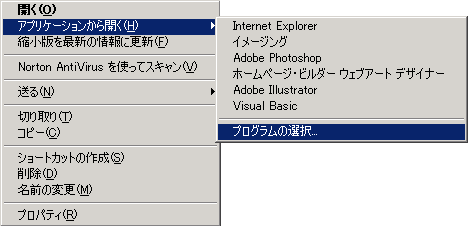 開く(O)
アプリケーションから開く(H)
縮小版を最新の情報に更新(F)
Norton AntiVirus を使ってスキャン(V)
送る(N)
切り取り(T)
コピー(C)
ショートカットの作成(S)
削除(D)
名前の変更(M)
プロパティ(R)
Internet Explorer
イメージング
Adobe Photoshop
ホームページ・ビルダー ウェブアート デザイナー
Adobe Illustrator
Visual Basic
プログラムの選択...